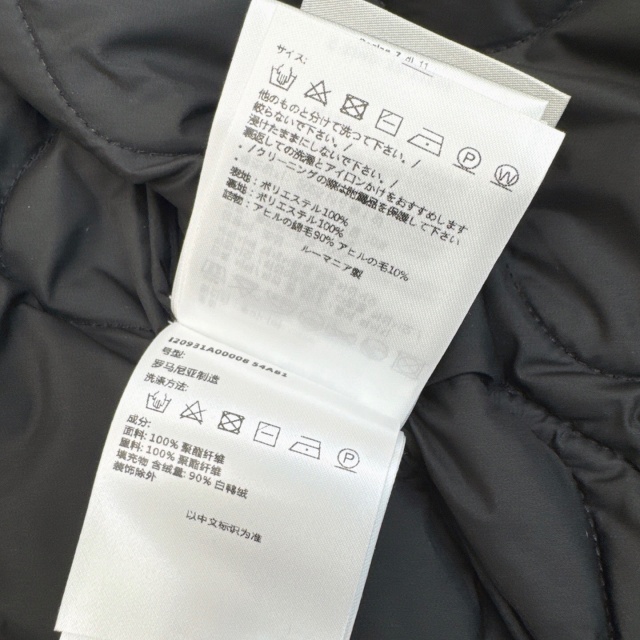 サイズ:
他のものと分けて洗って下さい。/
絞らないで下さい。/
浸けたままにしないで下さい。/
裏返しての洗濯とアイロンかけをおすすめします
。/クリーニングの際は付属品を保護して下さい
表地: ポリエステル100%
裏地: ポリエステル100%
詰物: アヒルの綿毛90% アヒルの毛10%
ルーマニア製
I20931A00008 54A81
号型:
罗马尼亚制造
洗涤方法:
成分:
面料: 100% 聚酯纤维
里料: 100% 聚酯纤维
填充物 含绒量: 90% 白鸭绒
装饰除外
以中文标识为准